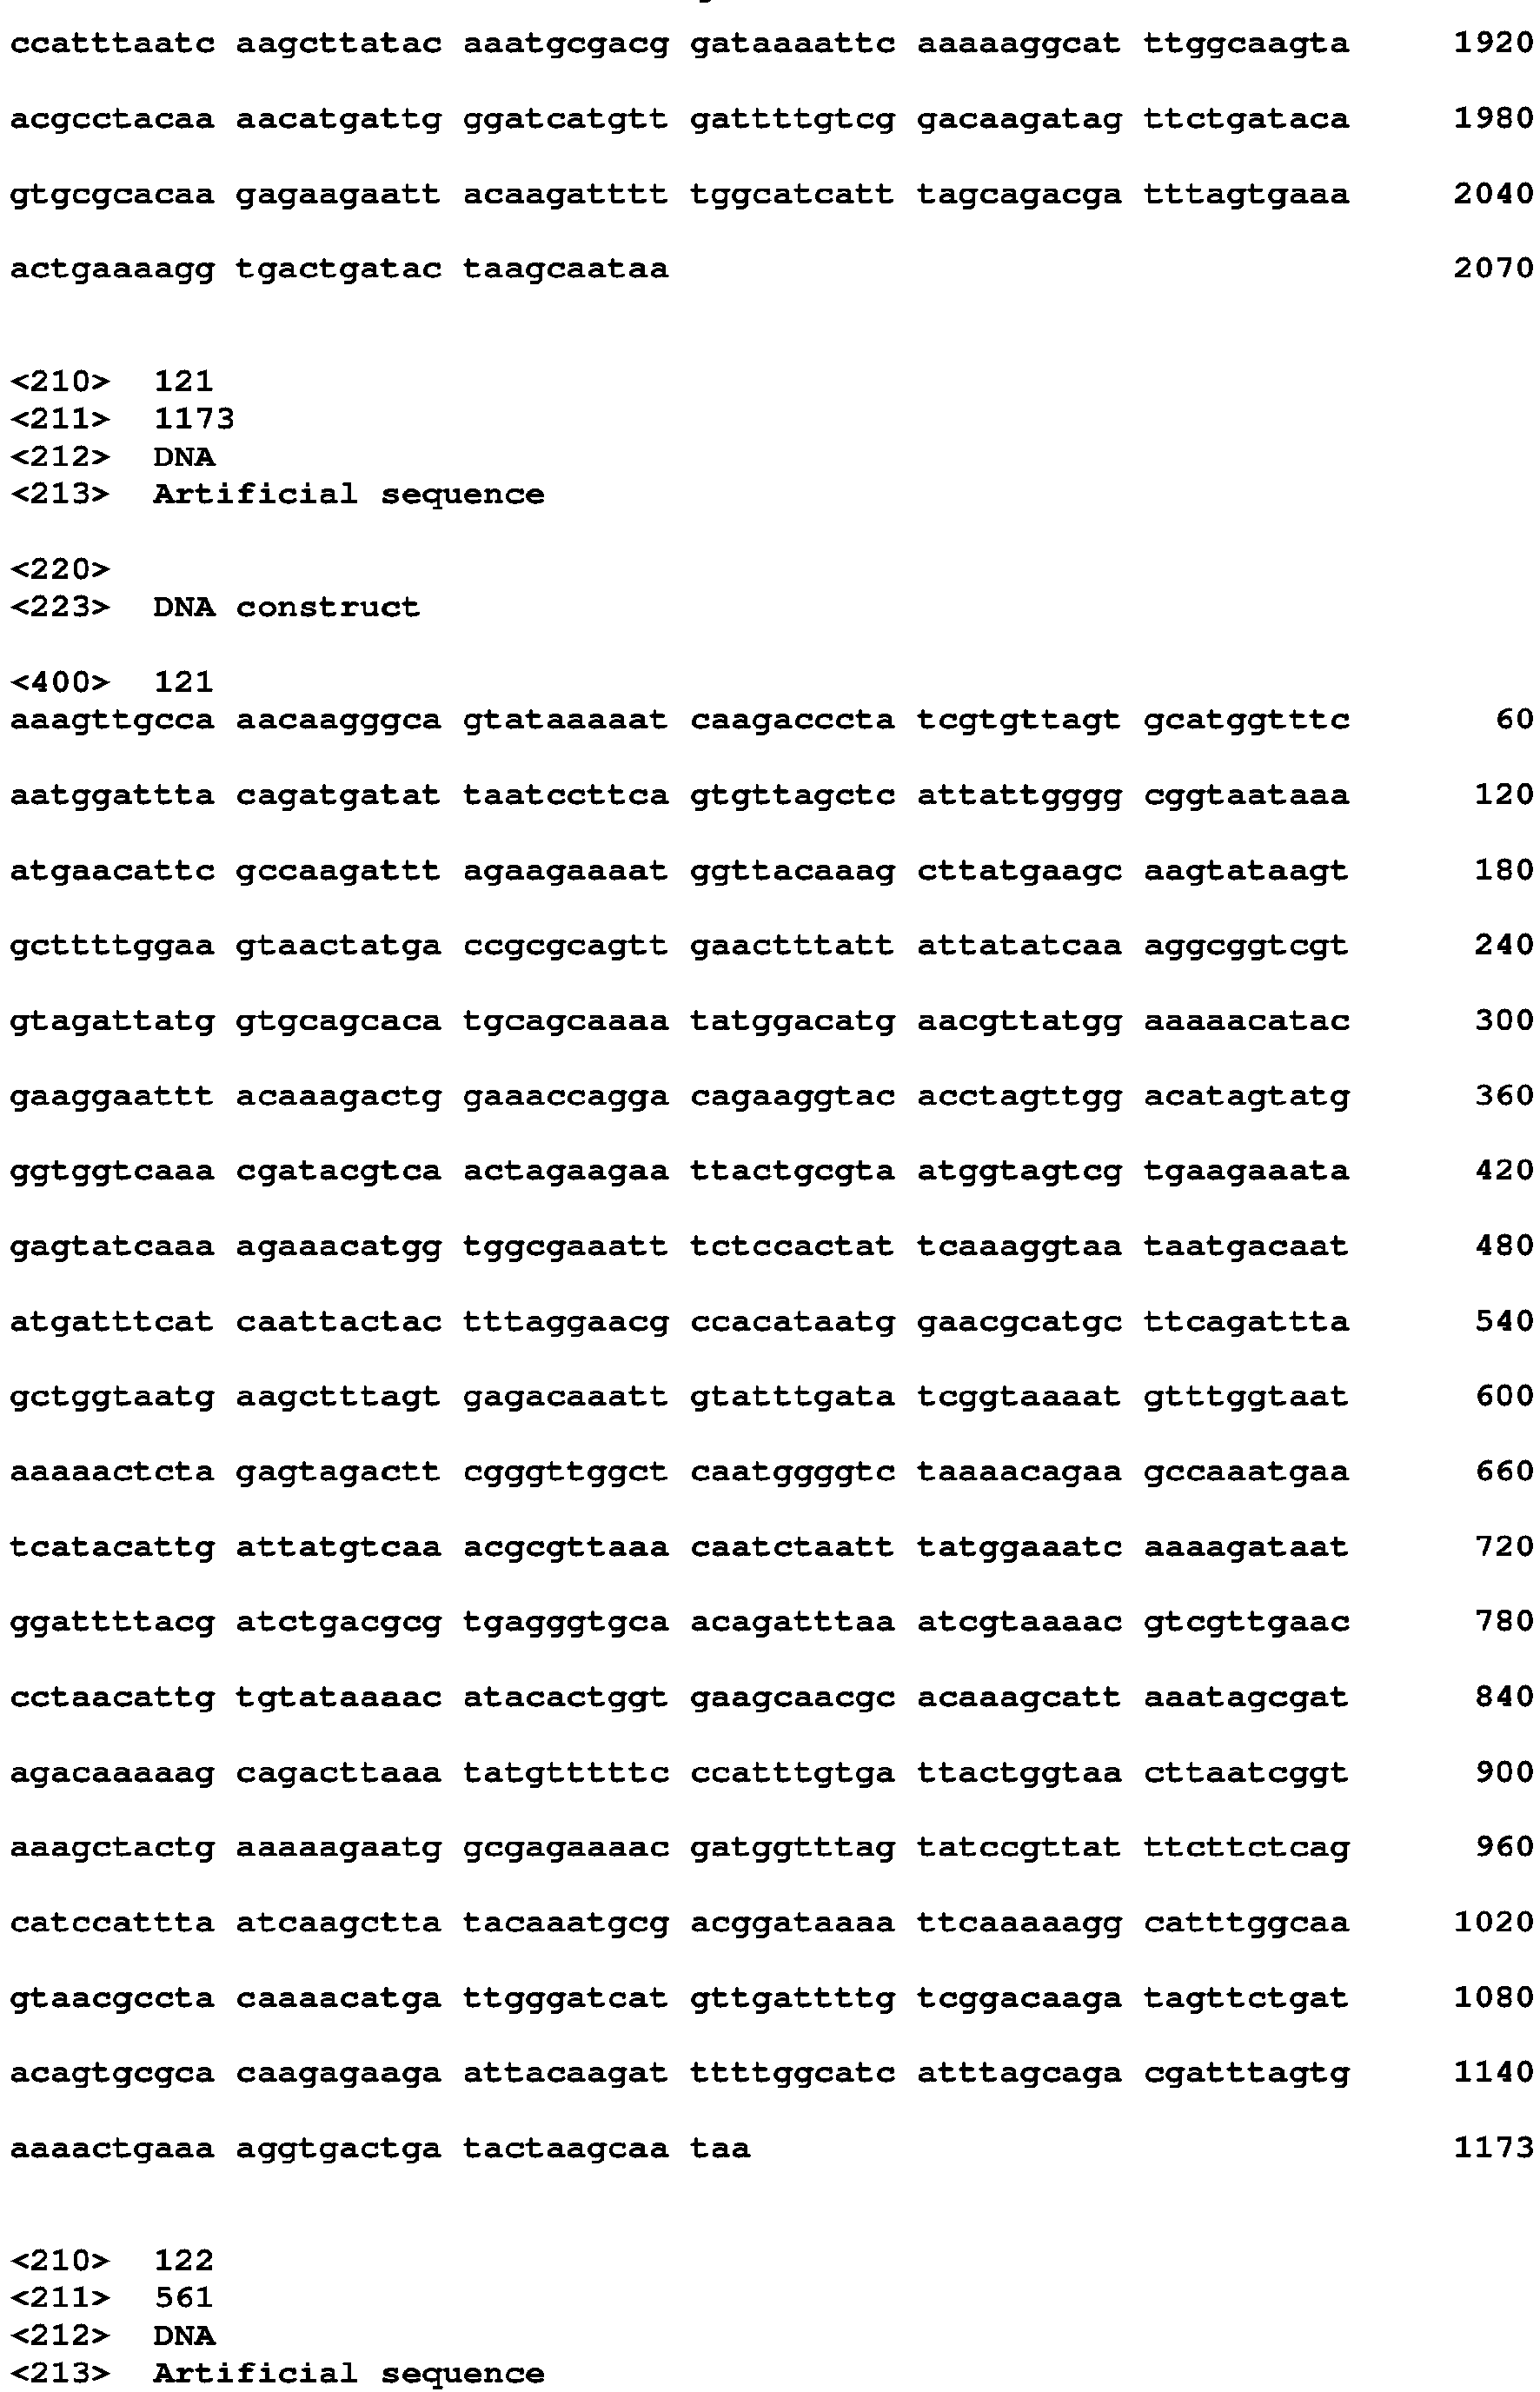 ccatttaatc aagcttatac aaatgcgacg gataaaattc aaaaaggcat ttggcaagta 1920
acgcctacaa aacatgattg ggatcatgtt gattttgtcg gacaagatag ttctgataca 1980
gtgcgcacaa gagaagaatt acaagatttt tggcatcatt tagcagacga tttagtgaaa 2040
actgaaaagg tgactgatac taagcaataa 2070
<210> 121
<211> 1173
<212> DNA
<213> Artificial sequence
<220>
<223> DNA construct
<400> 121
aaagttgcca aacaagggca gtataaaaat caagacccta tcgtgttagt gcatggtttc 60
aatggattta cagatgatat taatccttca gtgttagctc attattgggg cggtaataaa 120
atgaacattc gccaagattt agaagaaaat ggttacaaag cttatgaagc aagtataagt 180
gcttttggaa gtaactatga ccgcgcagtt gaactttatt attatatcaa aggcggtcgt 240
gtagattatg gtgcagcaca tgcagcaaaa tatggacatg aacgttatgg aaaaacatac 300
gaaggaattt acaaagactg gaaaccagga cagaaggtac acctagttgg acatagtatg 360
ggtggtcaaa cgatacgtca actagaagaa ttactgcgta atggtagtcg tgaagaaata 420
gagtatcaaa agaaacatgg tggcgaaatt tctccactat tcaaaggtaa taatgacaat 480
atgatttcat caattactac tttaggaacg ccacataatg gaacgcatgc ttcagattta 540
gctggtaatg aagctttagt gagacaaatt gtatttgata tcggtaaaat gtttggtaat 600
aaaaactcta gagtagactt cgggttggct caatggggtc taaaacagaa gccaaatgaa 660
tcatacattg attatgtcaa acgcgttaaa caatctaatt tatggaaatc aaaagataat 720
ggattttacg atctgacgcg tgagggtgca acagatttaa atcgtaaaac gtcgttgaac 780
cctaacattg tgtataaaac atacactggt gaagcaacgc acaaagcatt aaatagcgat 840
agacaaaaag cagacttaaa tatgtttttc ccatttgtga ttactggtaa cttaatcggt 900
aaagctactg aaaaagaatg gcgagaaaac gatggtttag tatccgttat ttcttctcag 960
catccattta atcaagctta tacaaatgcg acggataaaa ttcaaaaagg catttggcaa 1020
gtaacgccta caaaacatga ttgggatcat gttgattttg tcggacaaga tagttctgat 1080
acagtgcgca caagagaaga attacaagat ttttggcatc atttagcaga cgatttagtg 1140
aaaactgaaa aggtgactga tactaagcaa taa 1173
<210> 122
<211> 561
<212> DNA
<213> Artificial sequence